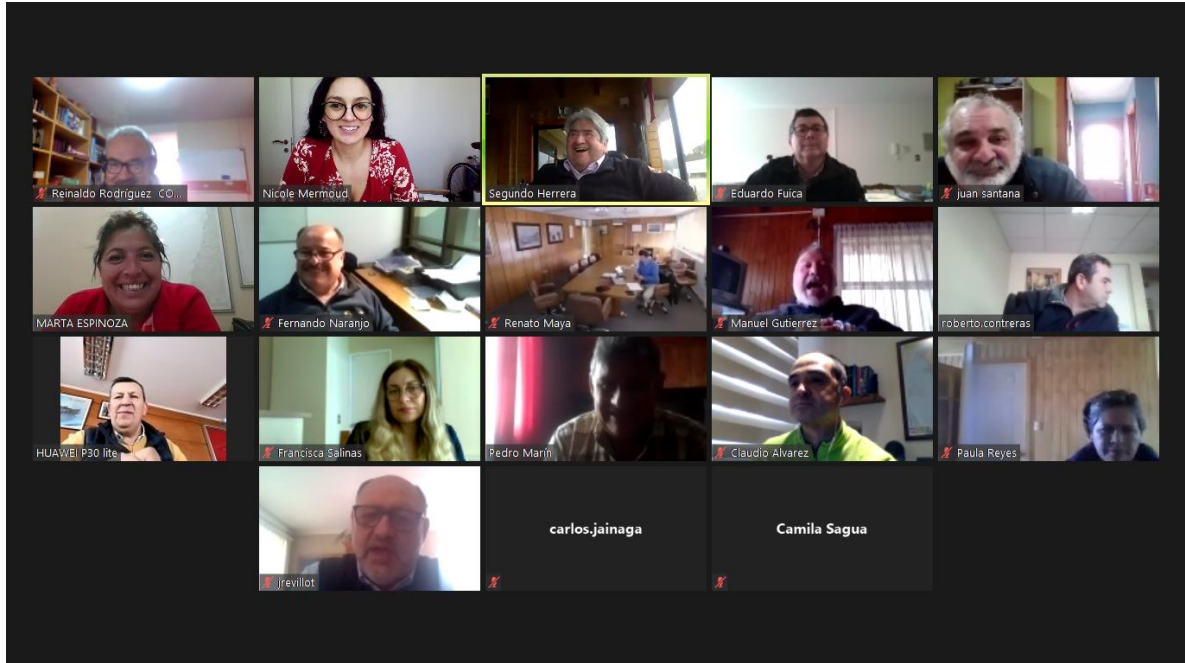 Reinaldo Rodríguez CO...
Nicole Mermoud
Segundo Herrera
Eduardo Fuica
juan santana
MARTA ESPINOZA
Fernando Naranjo
Renato Maya
Manuel Gutierrez
roberto.contreras
HUAWEI P30 lite
Francisca Salinas
Pedro Marín
Claudio Alvarez
Paula Reyes
jrevillot
carlos.jainaga
Camila Sagua